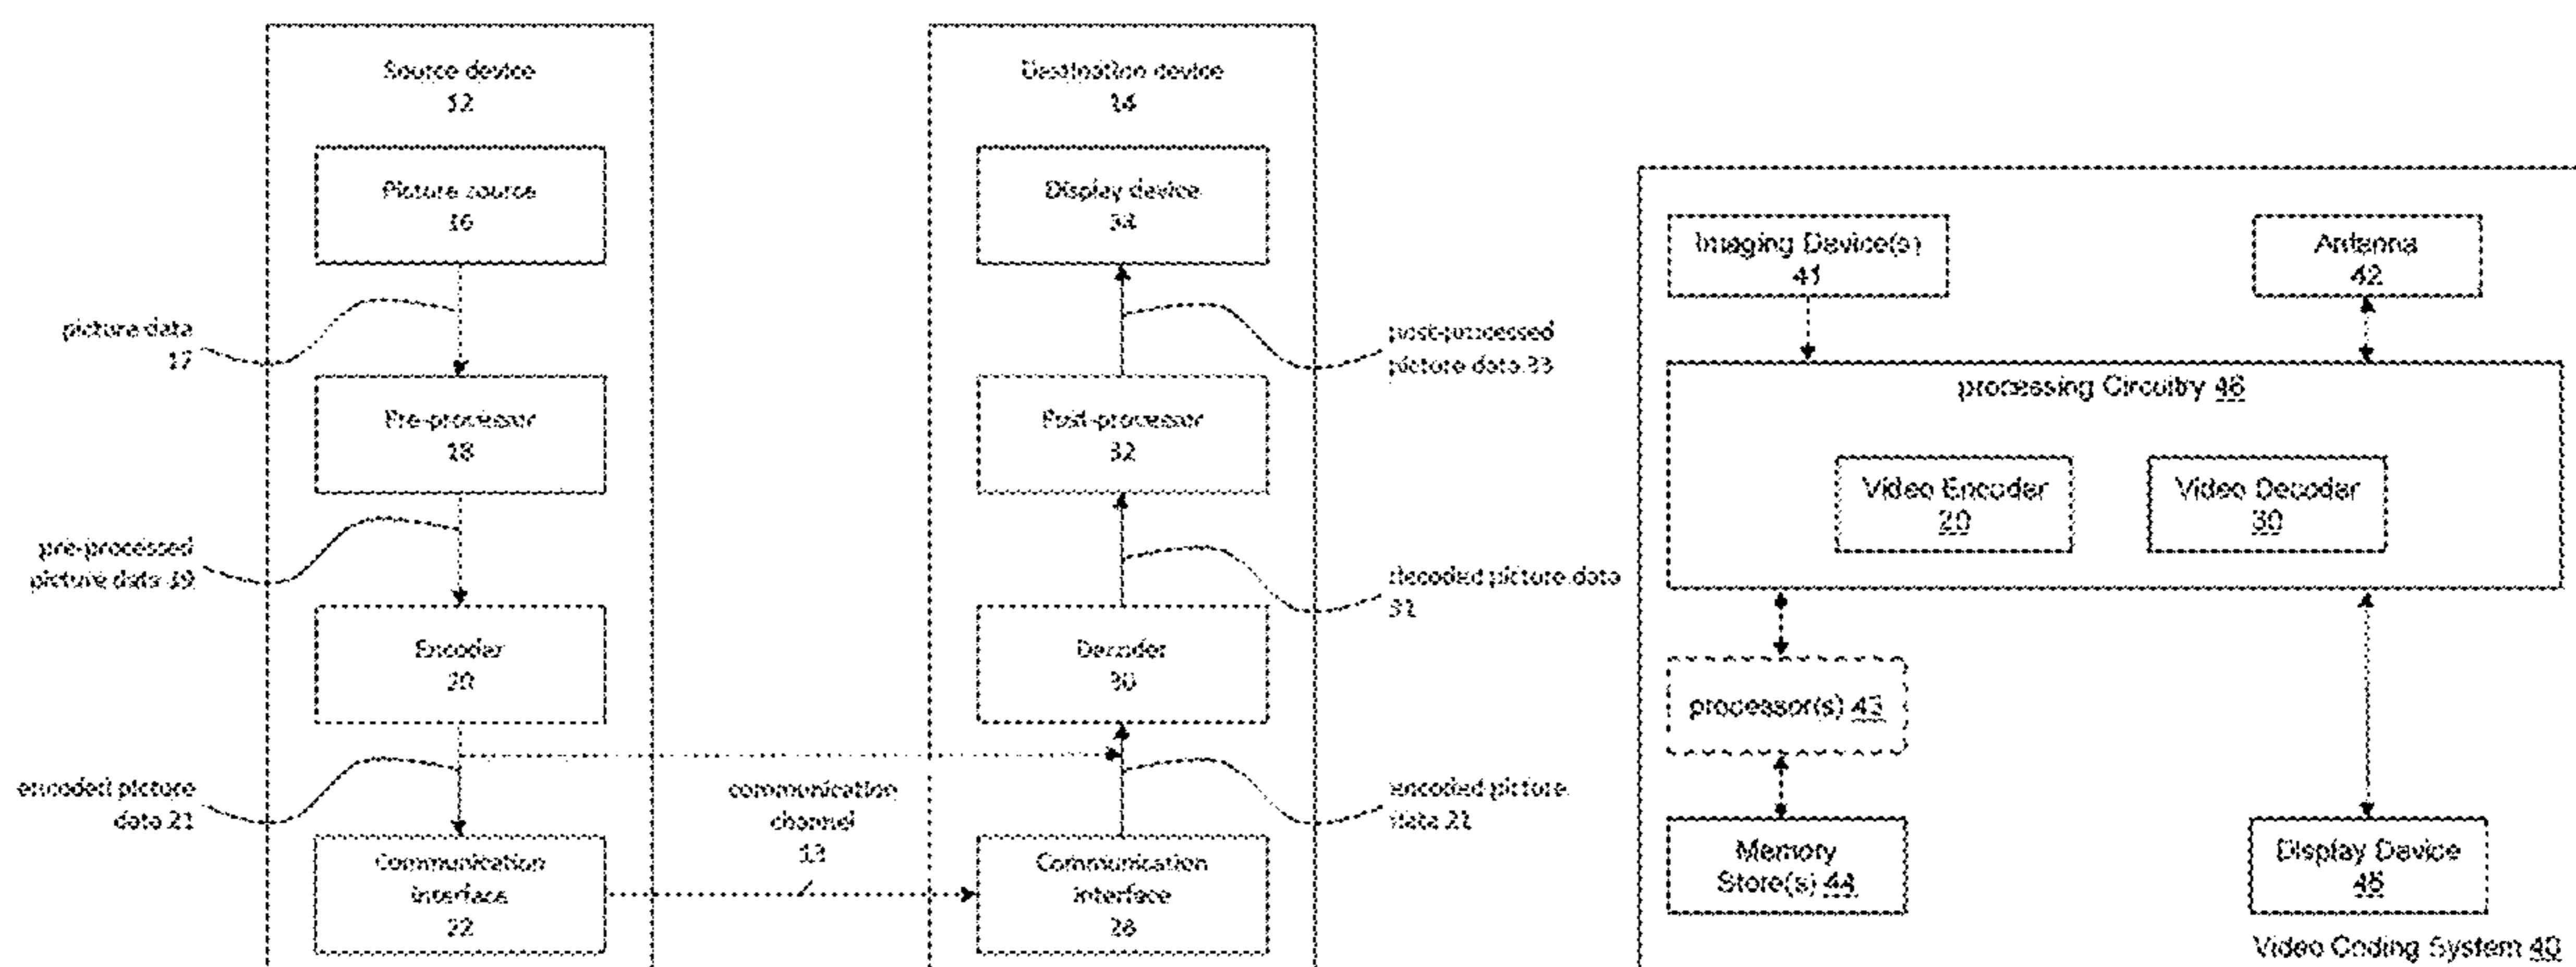 Source device
12
Picture source
16
picture data
17
Pre-processor
18
pre-processed
picture data 19
Encoder
20
encoded picture
data 21
Communication
interface
22
communication
channel
13
Destination device
14
Display device
34
post-processed
picture data 33
Post-processor
32
decoded picture data
31
Decoder
30
encoded picture
data 21
Communication
interface
28
Imaging Device(s)
41
Antenna
42
processing Circuitry 46
Video Encoder
20
Video Decoder
30
processor(s) 43
Memory
Store(s) 44
Display Device
45
Video Coding System 40